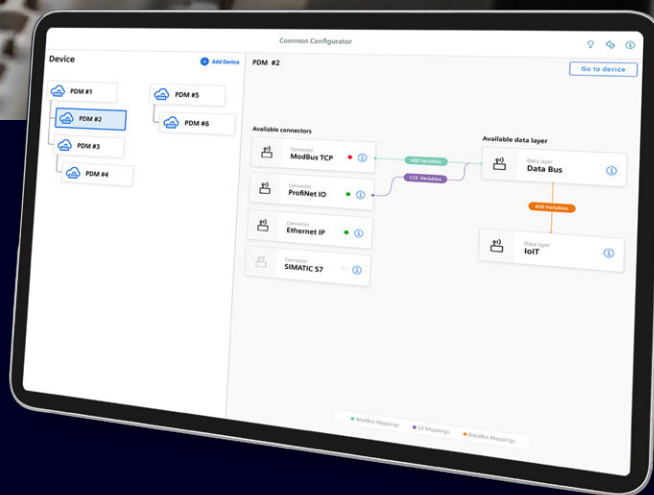 Common Configurator
Device
Add Device
PDM #1
PDM #2
PDM #3
PDM #4
PDM #5
PDM #6
PDM #2
Go to device
Available connectors
Connector
ModBus TCP
Connector
ProfiNet IO
Connector
Ethernet IP
Connector
SIMATIC S7
400 Variables
125 Variables
Available data layer
Data layer
Data Bus
450 Variables
Data layer
IoIT
ModBus Mappings
S7 Mappings
DataBus Mappings